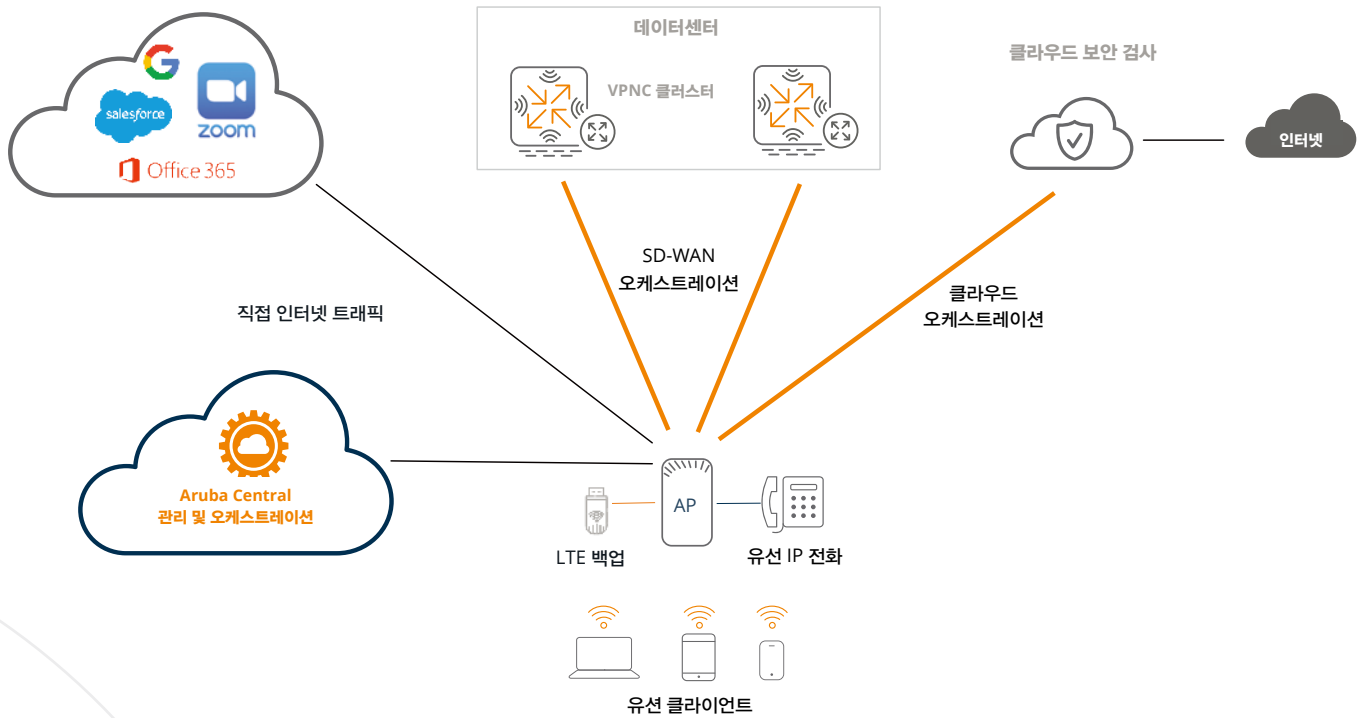 데이터센터
클라우드 보안 검사
G
salesforce
zoom
VPNC 클러스터
인터넷
Office 365
SD-WAN
오케스트레이션
클라우드
오케스트레이션
직접 인터넷 트래픽
Aruba Central
관리 및 오케스트레이션
AP
LTE 백업
유선 IP 전화
유션 클라이언트